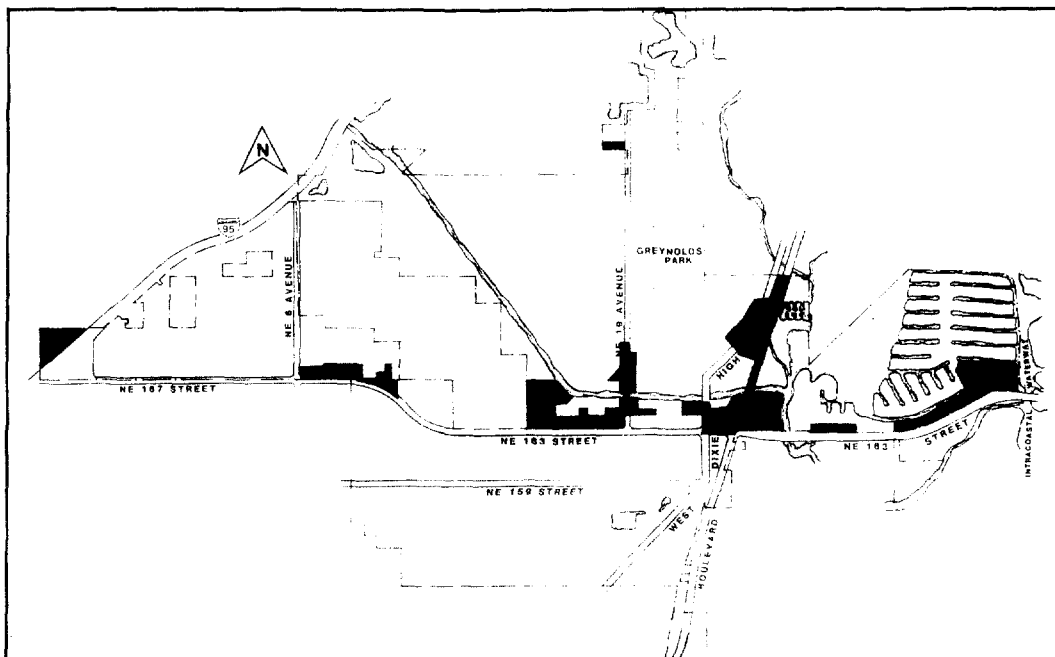 N
95
NE 6 AVENUE
GREYNOLDS
PARK
NE 19 AVENUE
HIGH
NE 167 STREET
NE 163 STREET
DIXIE
NE 163
STREET
INTRACOASTAL
WATERWAY
NE 159 STREET
WEST
BOULEVARD